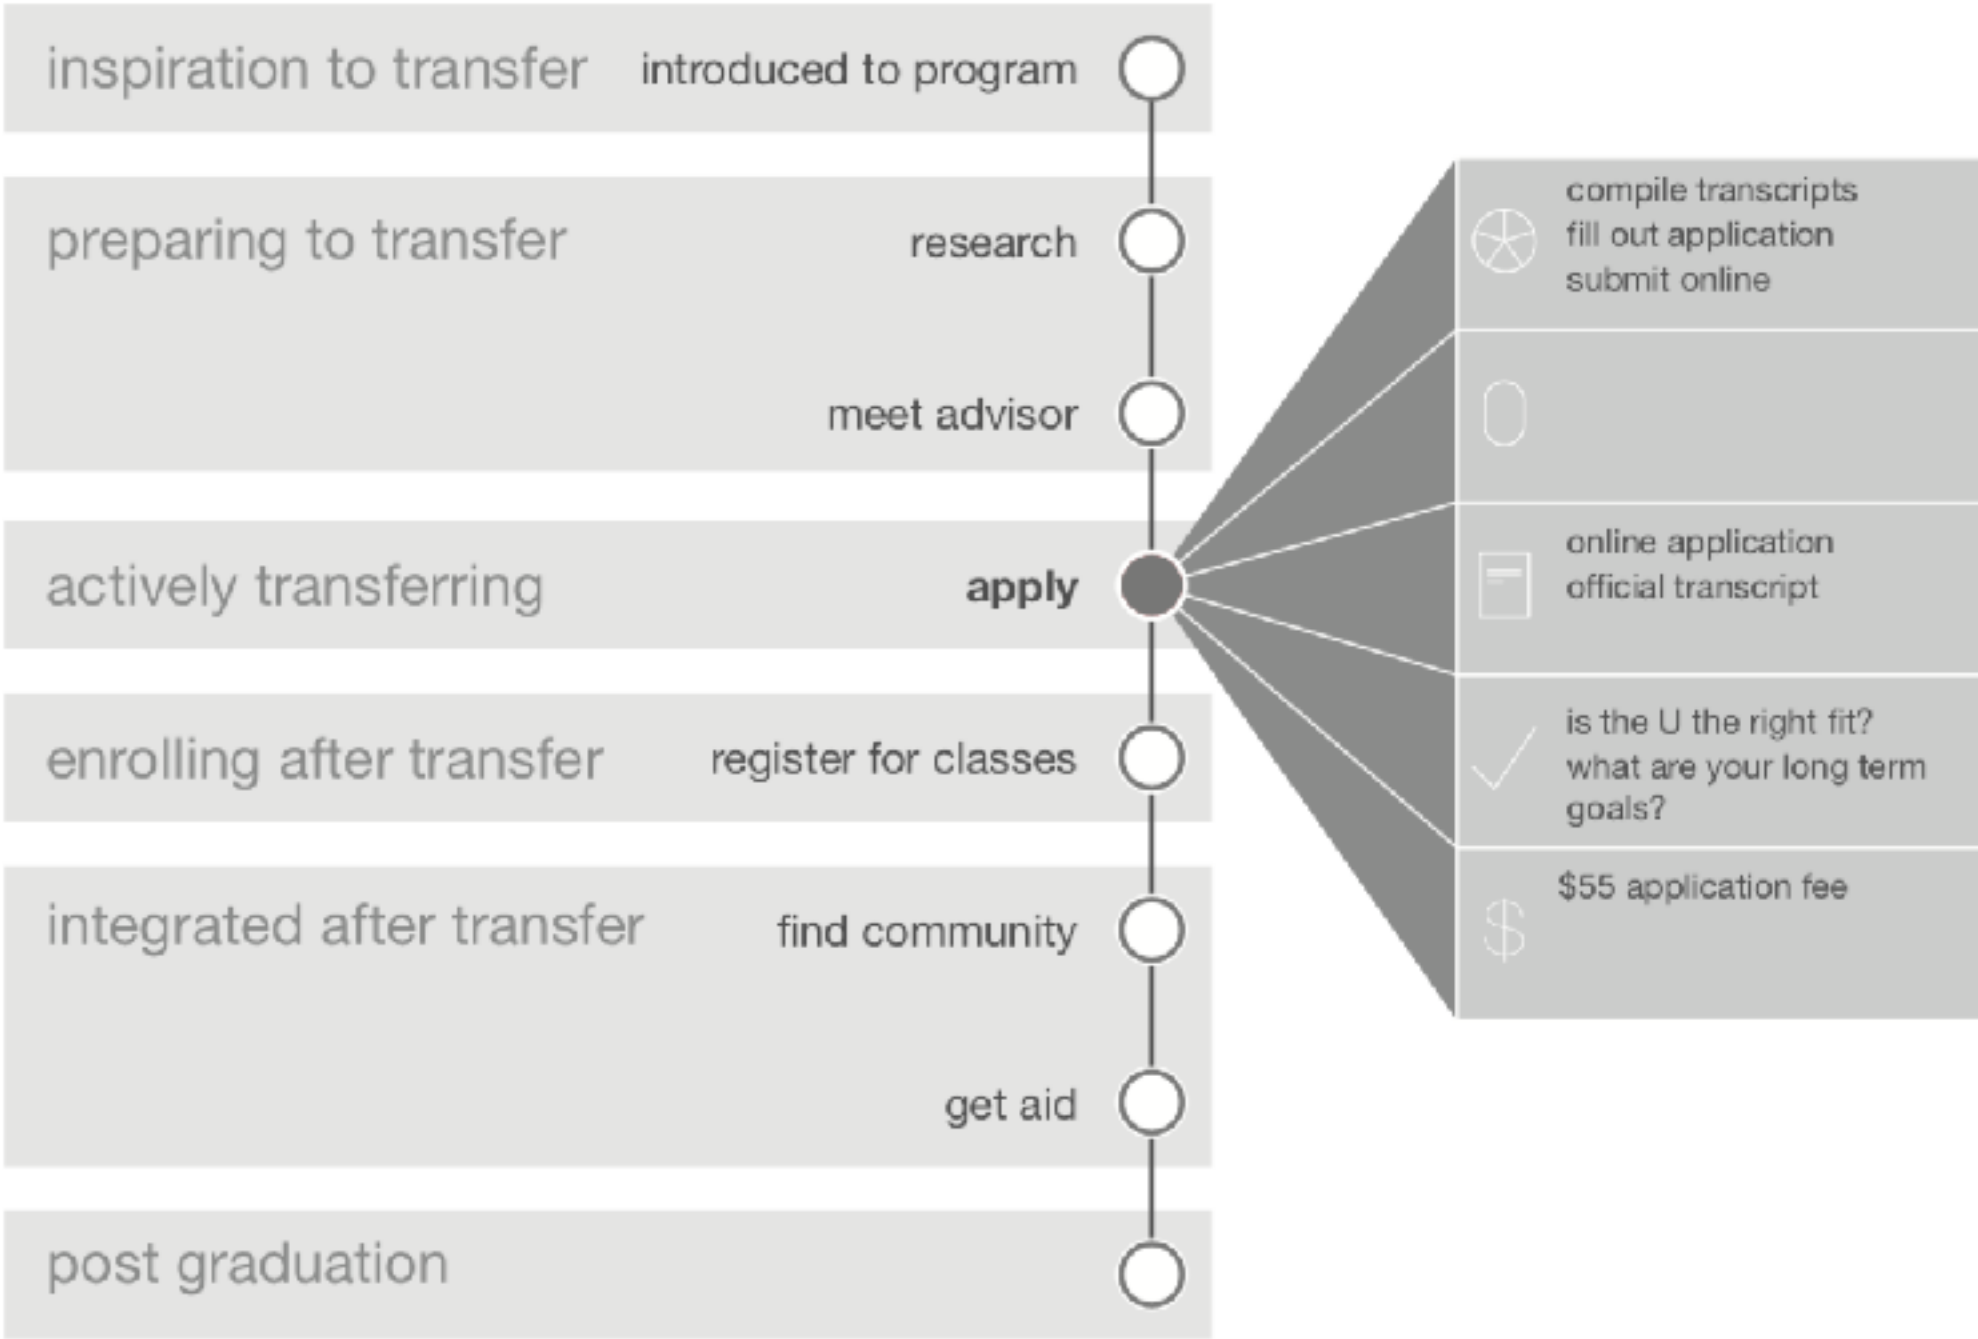 inspiration to transfer introduced to program
preparing to transfer research
meet advisor
actively transferring apply
enrolling after transfer register for classes
integrated after transfer find community
get aid
post graduation
compile transcripts
fill out application
submit online
online application
official transcript
is the U the right fit?
what are your long term
goals?
$55 application fee
$